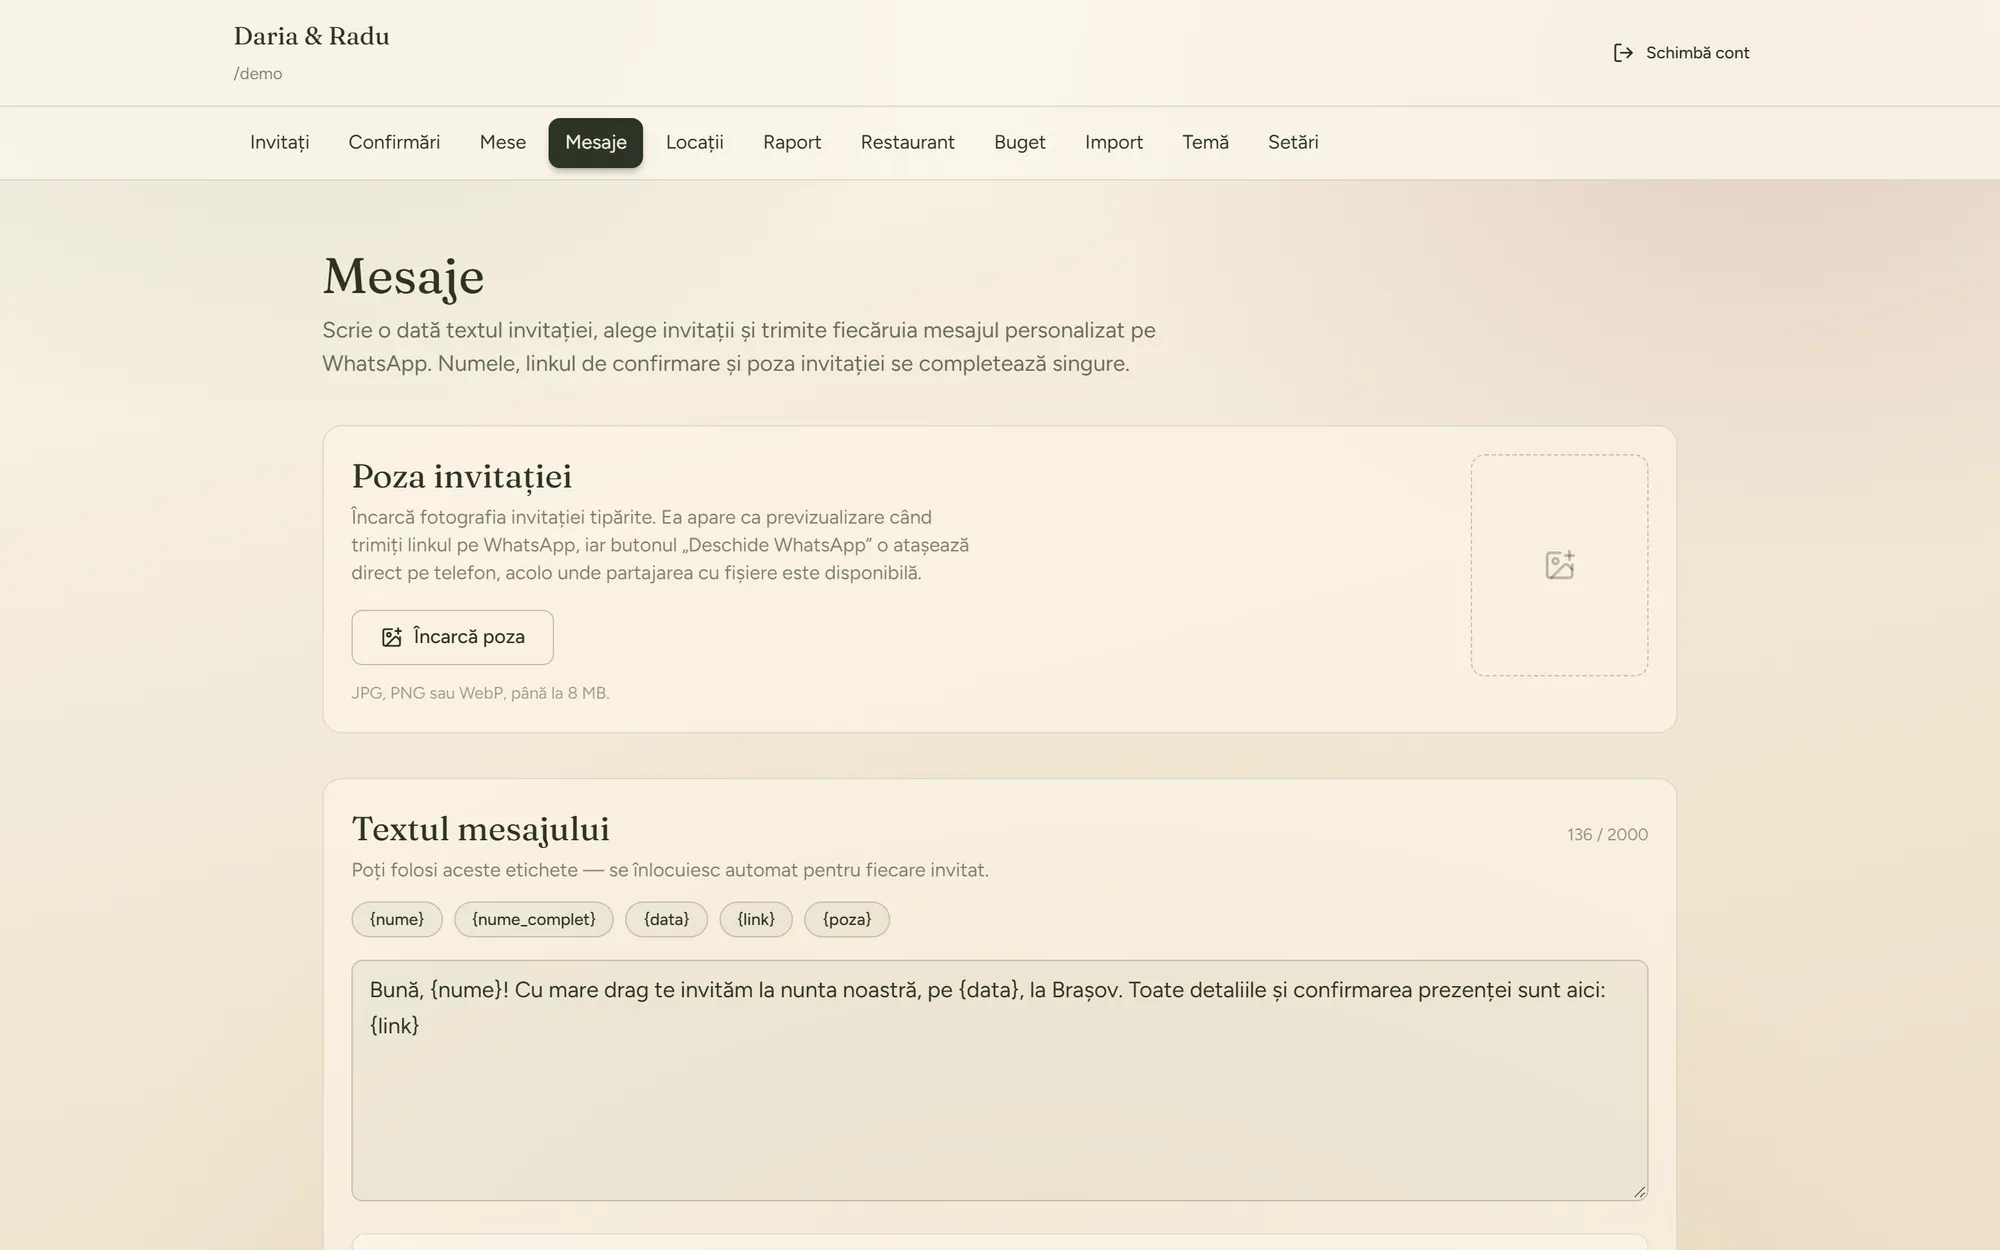 Daria & Radu
/demo
Schimbă cont
Invitați Confirmări Mese Mesaje Locații Raport Restaurant Buget Import Temă Setări
Mesaje
Scrie o dată textul invitației, alege invitații și trimite fiecăruia mesajul personalizat pe
WhatsApp. Numele, linkul de confirmare și poza invitației se completează singure.
Poza invitației
Încarcă fotografia invitației tipărite. Ea apare ca previzualizare când
trimiți linkul pe WhatsApp, iar butonul „Deschide WhatsApp” o atașează
direct pe telefon, acolo unde partajarea cu fișiere este disponibilă.
Încarcă poza
JPG, PNG sau WebP, până la 8 MB.
Textul mesajului
136 / 2000
Poți folosi aceste etichete — se înlocuiesc automat pentru fiecare invitat.
{nume} {nume_complet} {data} {link} {poza}
Bună, {nume}! Cu mare drag te invităm la nunta noastră, pe {data}, la Brașov. Toate detaliile și confirmarea prezenței sunt aici:
{link}